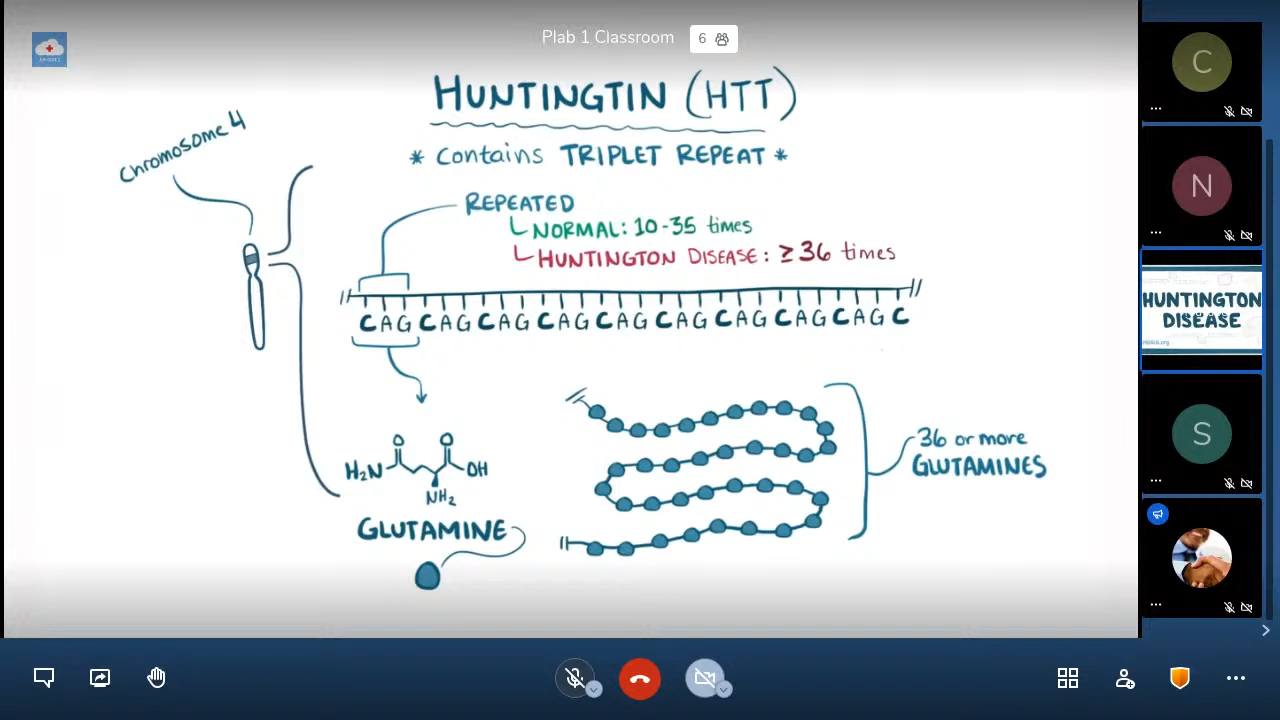 Plab 1 Classroom
6
HUNTINGTIN (HTT)
* Contains TRIPLET REPEAT *
Chromosome 4
REPEATED
NORMAL: 10-35 times
HUNTINGTON DISEASE: ≥36 times
CAGCAGCAGCAGCAGCAGCAGCAGCAGC
O O
H₂N OH
NH₂
GLUTAMINE
36 or more
GLUTAMINES
C
N
HUNTINGTON
DISEASE
S